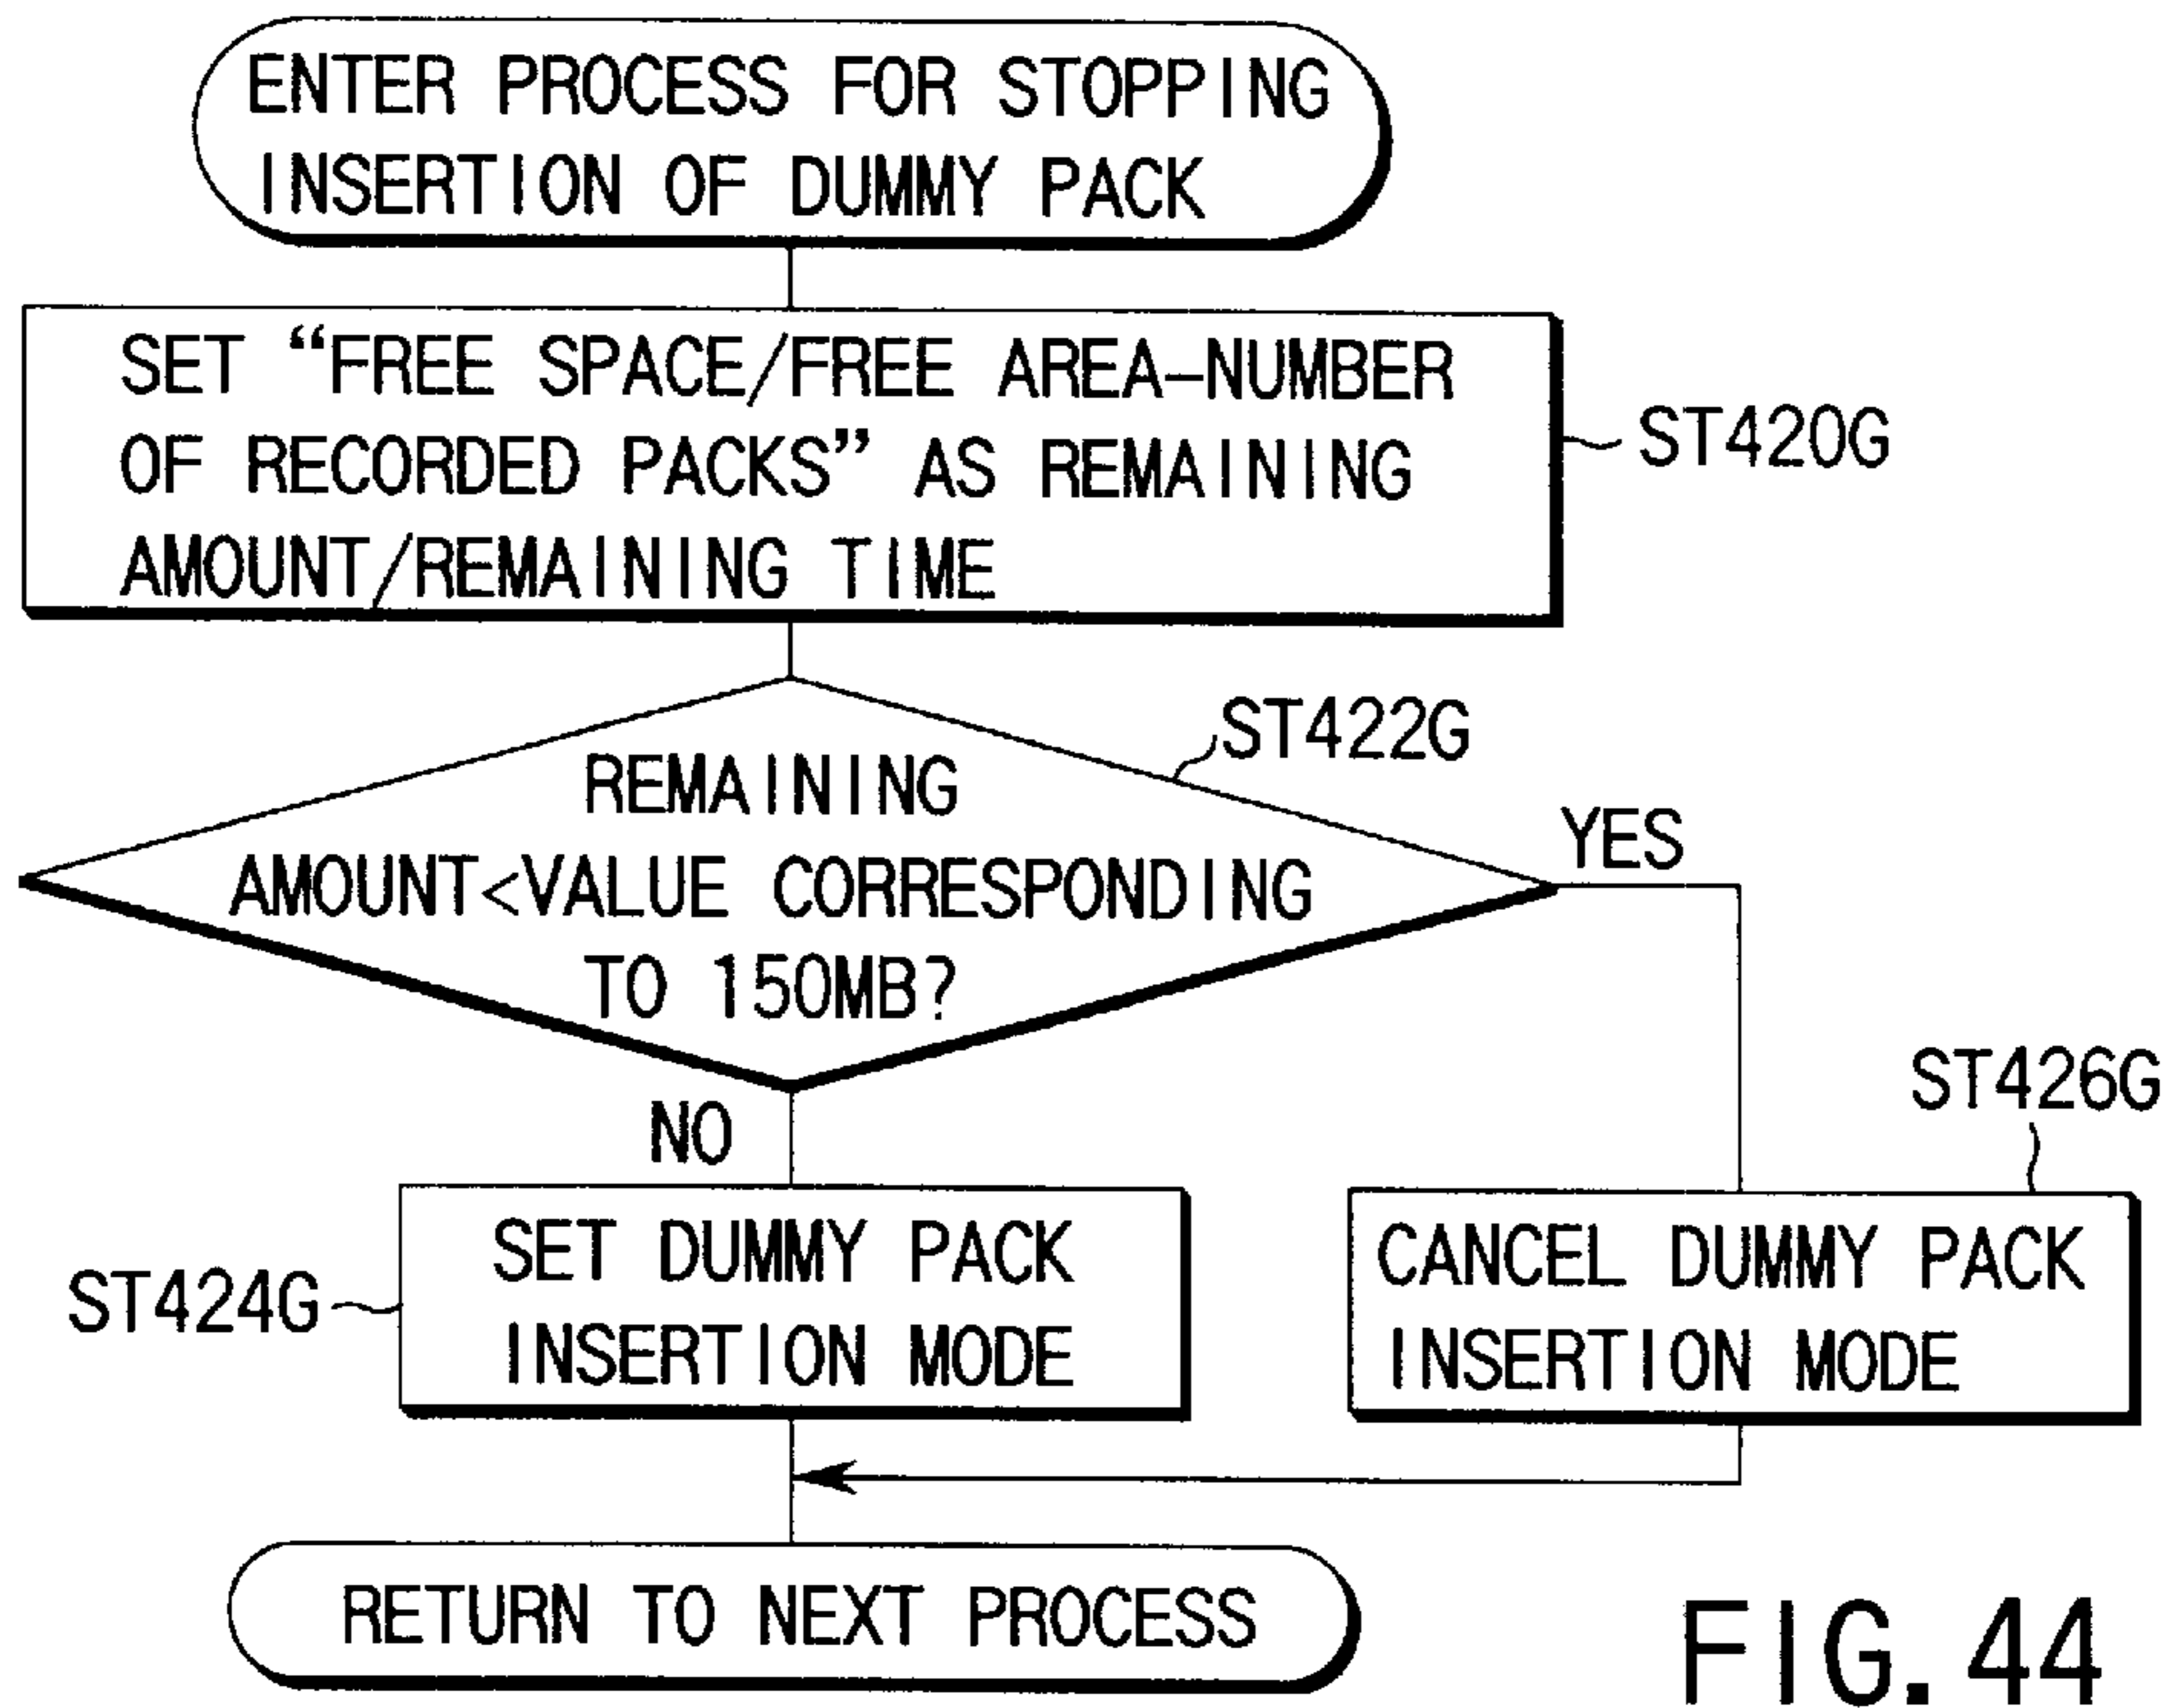 ENTER PROCESS FOR STOPPING
INSERTION OF DUMMY PACK
SET “FREE SPACE/FREE AREA–NUMBER
OF RECORDED PACKS” AS REMAINING
AMOUNT/REMAINING TIME
ST420G
ST422G
REMAINING
AMOUNT<VALUE CORRESPONDING
TO 150MB?
YES
NO
ST426G
SET DUMMY PACK
INSERTION MODE
ST424G
CANCEL DUMMY PACK
INSERTION MODE
RETURN TO NEXT PROCESS
FIG. 44